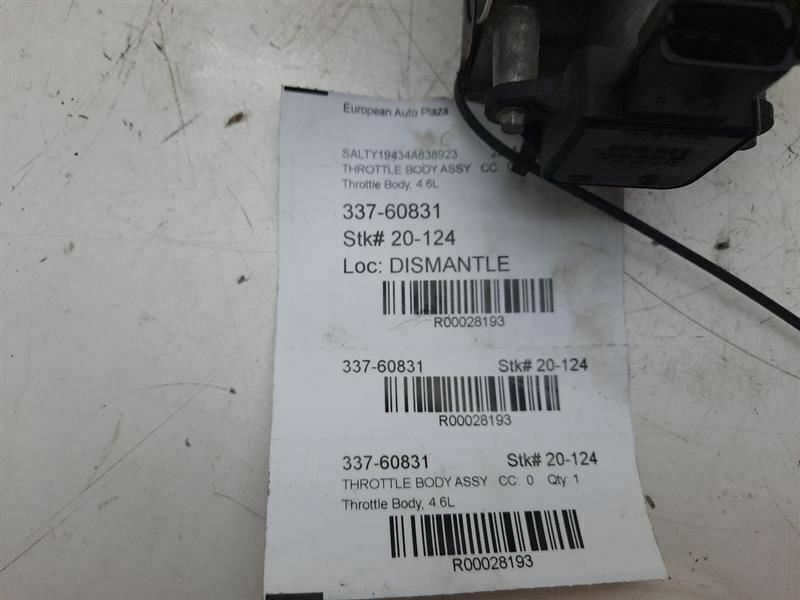 European Auto Plaza
SALTY19434A838923
THROTTLE BODY ASSY CC:
Throttle Body, 4.6L
337-60831
Stk# 20-124
Loc: DISMANTLE
R00028193
337-60831 Stk# 20-124
R00028193
337-60831 Stk# 20-124
THROTTLE BODY ASSY CC: 0 Qty: 1
Throttle Body, 4.6L
R00028193